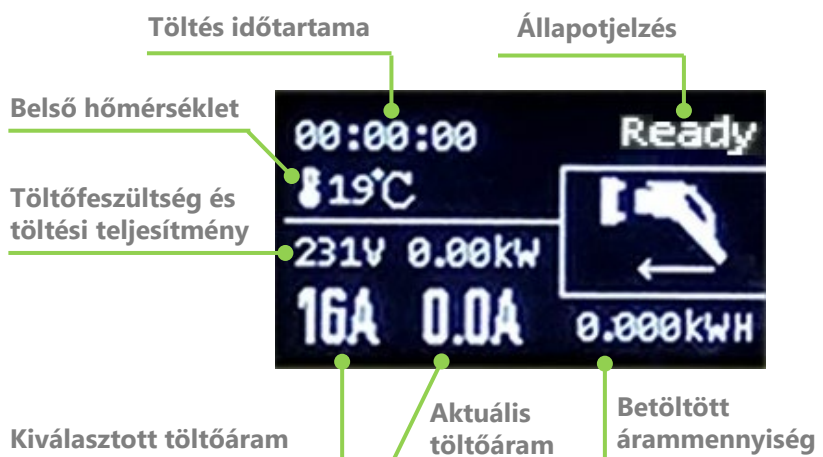 Töltés időtartama
Állapotjelzés
Belső hőmérséklet
00:00:00
Ready
19°C
Töltőfeszültség és
töltési teljesítmény
231V 0.00kW
16A 0.0A
0.000kWH
Kiválasztott töltőáram
Aktuális
töltőáram
Betöltött
árammennyiség